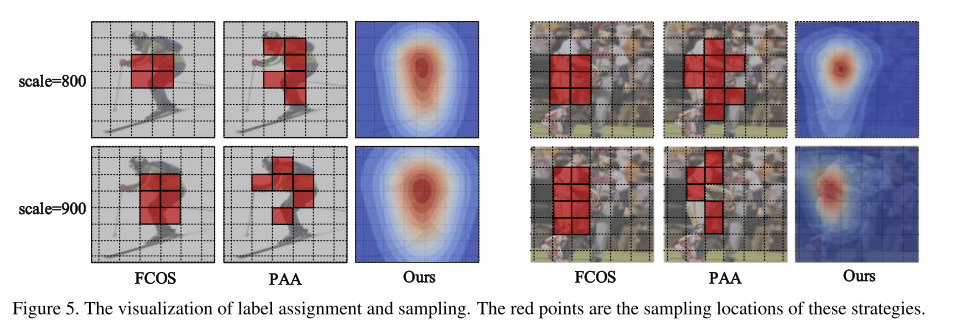 scale=800
scale=900
FCOS PAA Ours FCOS PAA Ours
Figure 5. The visualization of label assignment and sampling. The red points are the sampling locations of these strategies.